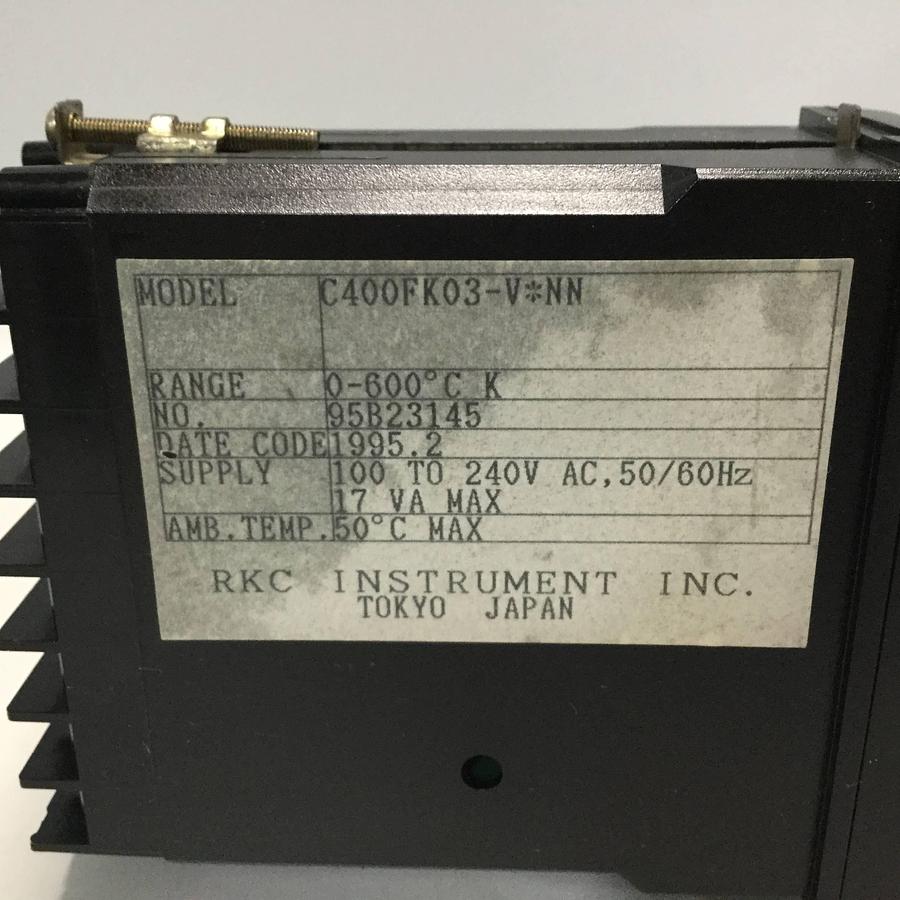 MODEL C400FK03-V*NN
RANGE 0-600°C K
NO. 95B23145
DATE CODE 1995.2
SUPPLY 100 TO 240V AC,50/60Hz
17 VA MAX
AMB.TEMP. 50°C MAX
RKC INSTRUMENT INC.
TOKYO JAPAN